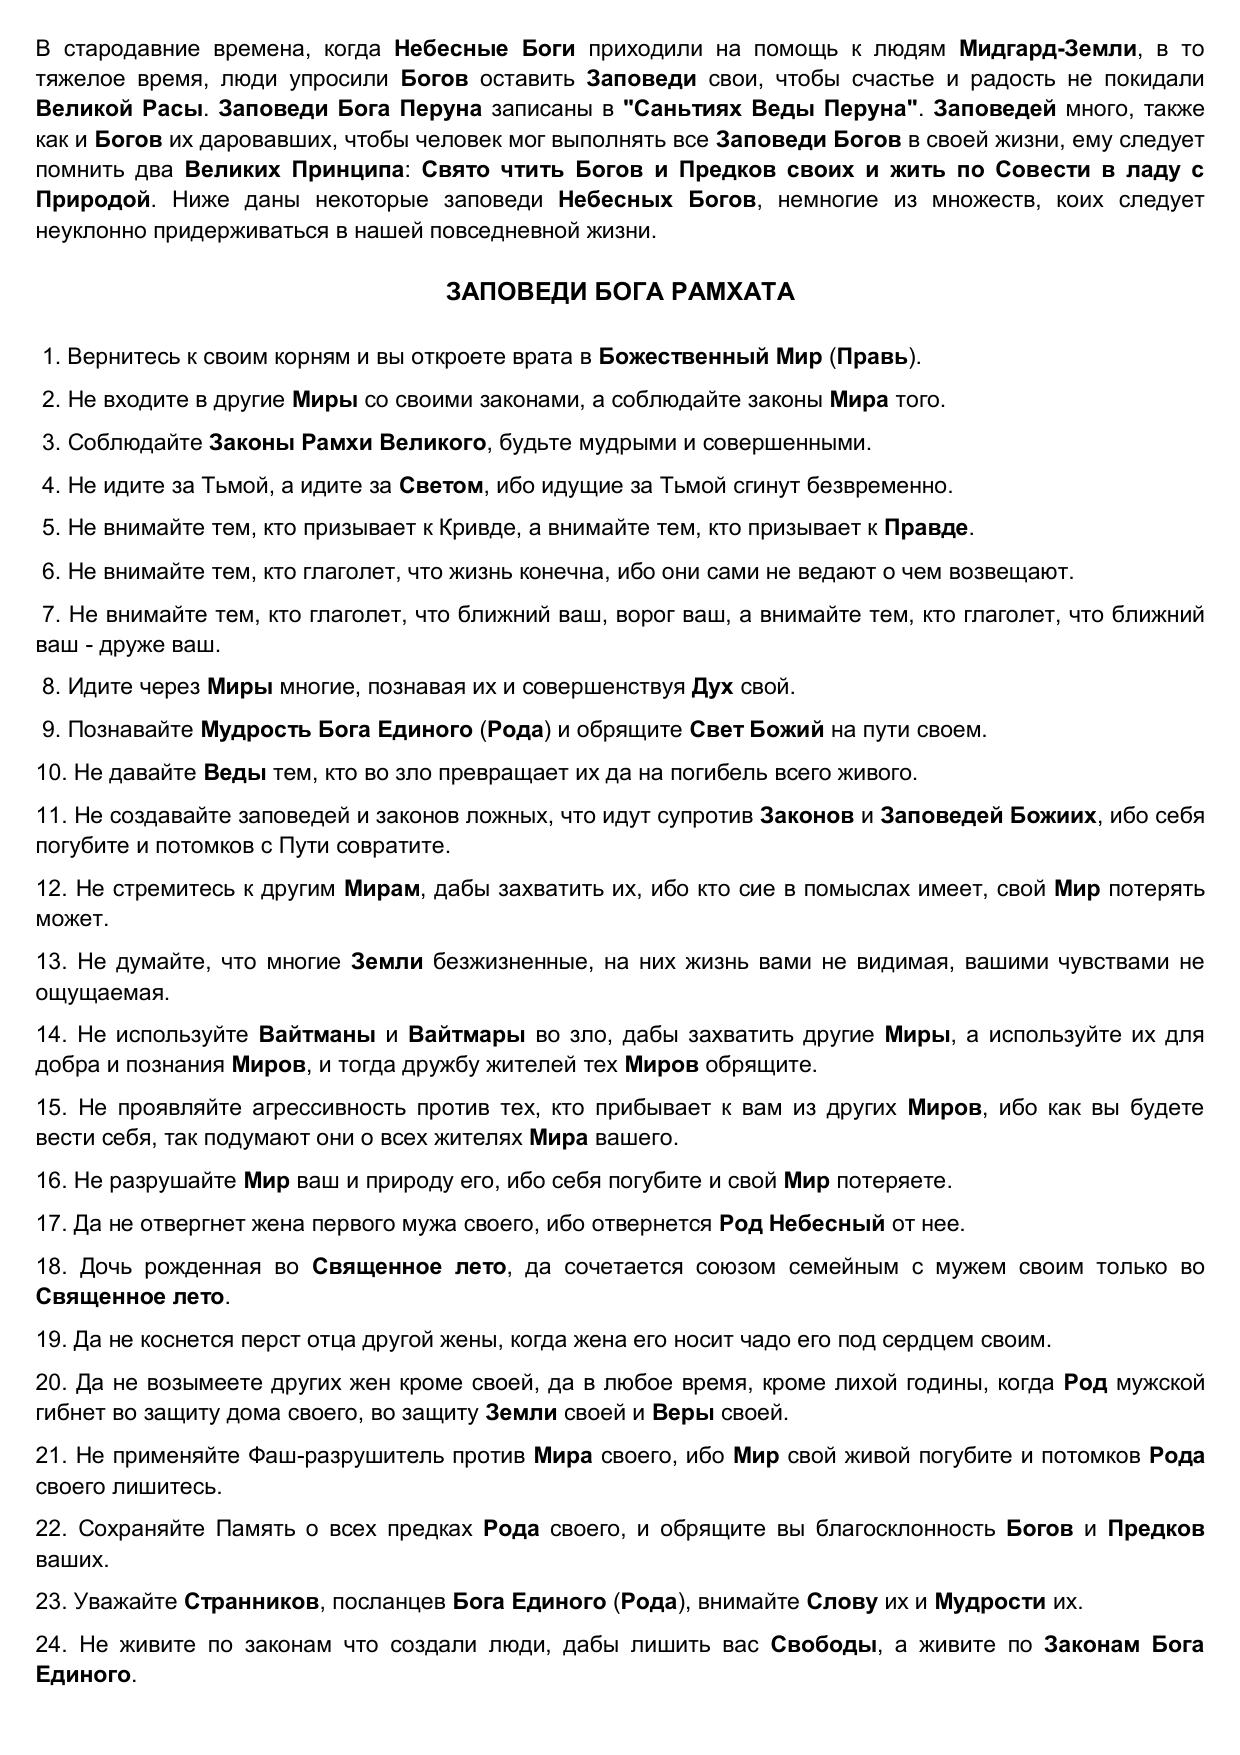 В стародавние времена, когда Небесные Боги приходили на помощь к людям Мидгард-Земли, в то
тяжелое время, люди упросили Богов оставить Заповеди свои, чтобы счастье и радость не покидали
Великой Расы. Заповеди Бога Перуна записаны в "Саньтиях Веды Перуна". Заповедей много, также
как и Богов их даровавших, чтобы человек мог выполнять все Заповеди Богов в своей жизни, ему следует
помнить два Великих Принципа: Свято чтить Богов и Предков своих и жить по Совести в ладу с
Природой. Ниже даны некоторые заповеди Небесных Богов, немногие из множеств, коих следует
неуклонно придерживаться в нашей повседневной жизни.
ЗАПОВЕДИ БОГА РАМХАТА
1. Вернитесь к своим корням и вы откроете врата в Божественный Мир (Правь).
2. Не входите в другие Миры со своими законами, а соблюдайте законы Мира того.
3. Соблюдайте Законы Рамхи Великого, будьте мудрыми и совершенными.
4. Не идите за Тьмой, а идите за Светом, ибо идущие за Тьмой сгинут безвременно.
5. Не внимайте тем, кто призывает к Кривде, а внимайте тем, кто призывает к Правде.
6. Не внимайте тем, кто глаголет, что жизнь конечна, ибо они сами не ведают о чем возвещают.
7. Не внимайте тем, кто глаголет, что ближний ваш, ворог ваш, а внимайте тем, кто глаголет, что ближний
ваш - друже ваш.
8. Идите через Миры многие, познавая их и совершенствуя Дух свой.
9. Познавайте Мудрость Бога Единого (Рода) и обрящите Свет Божий на пути своем.
10. Не давайте Веды тем, кто во зло превращает их да на погибель всего живого.
11. Не создавайте заповедей и законов ложных, что идут супротив Законов и Заповедей Божиих, ибо себя
погубите и потомков с Пути совратите.
12. Не стремитесь к другим Мирам, дабы захватить их, ибо кто сие в помыслах имеет, свой Мир потерять
может.
13. Не думайте, что многие Земли безжизненные, на них жизнь вами не видимая, вашими чувствами не
ощущаемая.
14. Не используйте Вайтманы и Вайтмары во зло, дабы захватить другие Миры, а используйте их для
добра и познания Миров, и тогда дружбу жителей тех Миров обрящите.
15. Не проявляйте агрессивность против тех, кто прибывает к вам из других Миров, ибо как вы будете
вести себя, так подумают они о всех жителях Мира вашего.
16. Не разрушайте Мир ваш и природу его, ибо себя погубите и свой Мир потеряете.
17. Да не отвергнет жена первого мужа своего, ибо отвернется Род Небесный от нее.
18. Дочь рожденная во Священное лето, да сочетается союзом семейным с мужем своим только во
Священное лето.
19. Да не коснется перст отца другой жены, когда жена его носит чадо его под сердцем своим.
20. Да не возымеете других жен кроме своей, да в любое время, кроме лихой годины, когда Род мужской
гибнет во защиту дома своего, во защиту Земли своей и Веры своей.
21. Не применяйте Фаш-разрушитель против Мира своего, ибо Мир свой живой погубите и потомков Рода
своего лишитесь.
22. Сохраняйте Память о всех предках Рода своего, и обрящите вы благосклонность Богов и Предков
ваших.
23. Уважайте Странников, посланцев Бога Единого (Рода), внимайте Слову их и Мудрости их.
24. Не живите по законам что создали люди, дабы лишить вас Свободы, а живите по Законам Бога
Единого.